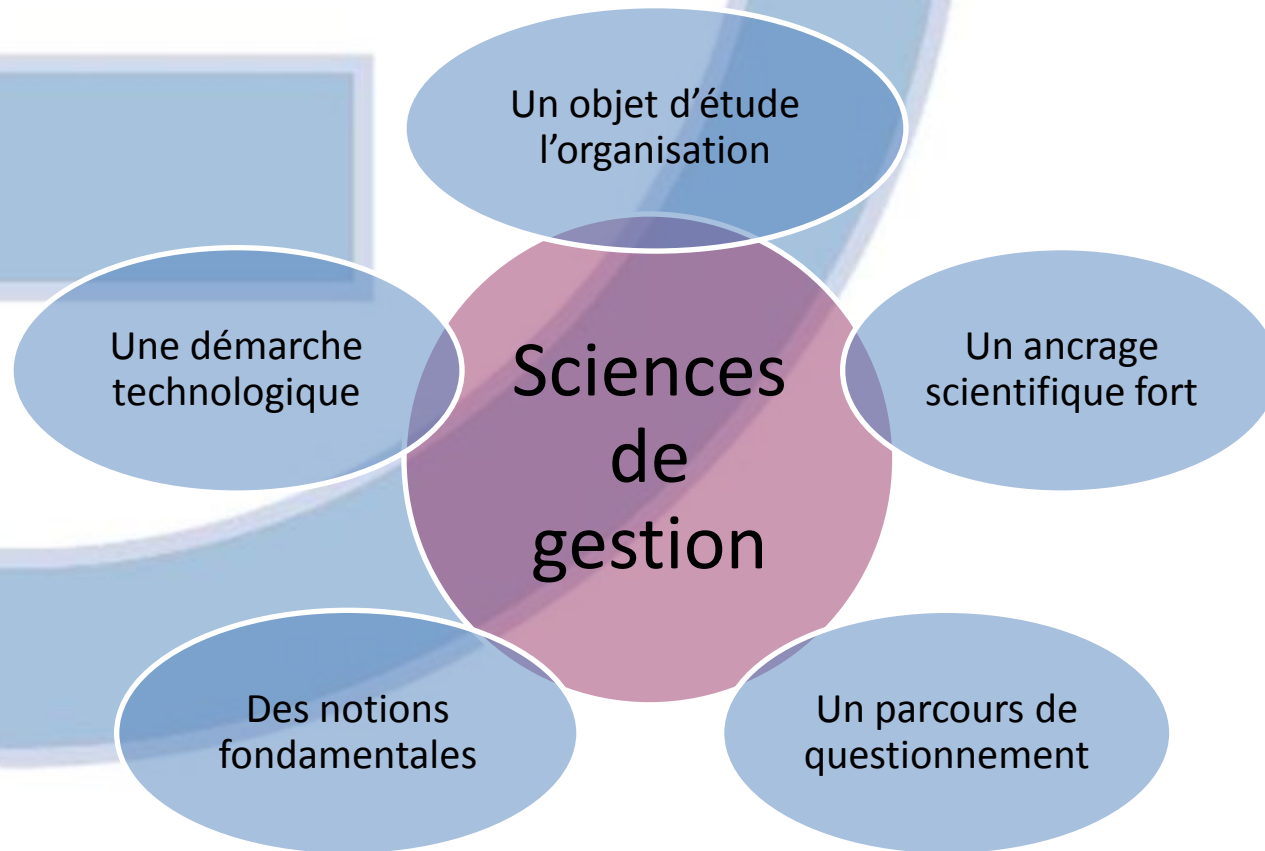 Un objet d’étude
l’organisation
Une démarche
technologique
Sciences
de
gestion
Un ancrage
scientifique fort
Des notions
fondamentales
Un parcours de
questionnement